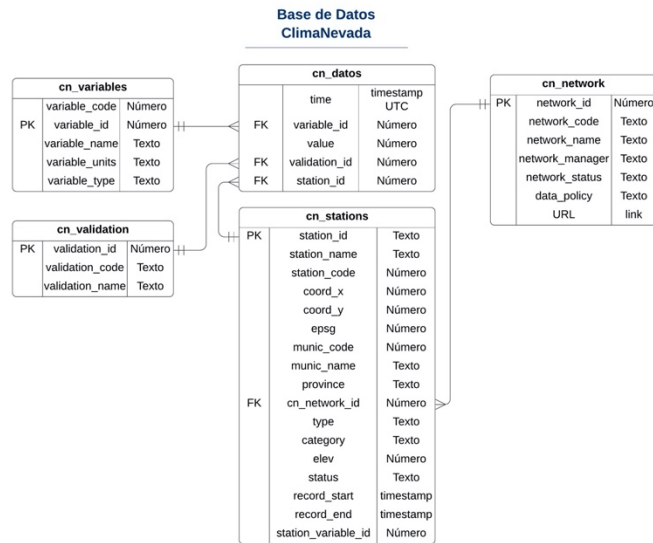 Base de Datos
ClimaNevada
cn_variables
variable_code Número
PK variable_id Número
variable_name Texto
variable_units Texto
variable_type Texto
cn_validation
PK validation_id Número
validation_code Texto
validation_name Texto
cn_datos
time timestamp UTC
FK variable_id Número
value Número
FK validation_id Número
FK station_id Número
cn_stations
PK station_id Texto
station_name Texto
station_code Número
coord_x Número
coord_y Número
epsg Número
munic_code Número
munic_name Texto
province Texto
FK cn_network_id Número
type Texto
category Texto
elev Número
status Texto
record_start timestamp
record_end timestamp
station_variable_id Número
cn_network
PK network_id Número
network_code Texto
network_name Texto
network_manager Texto
network_status Texto
data_policy Texto
URL link